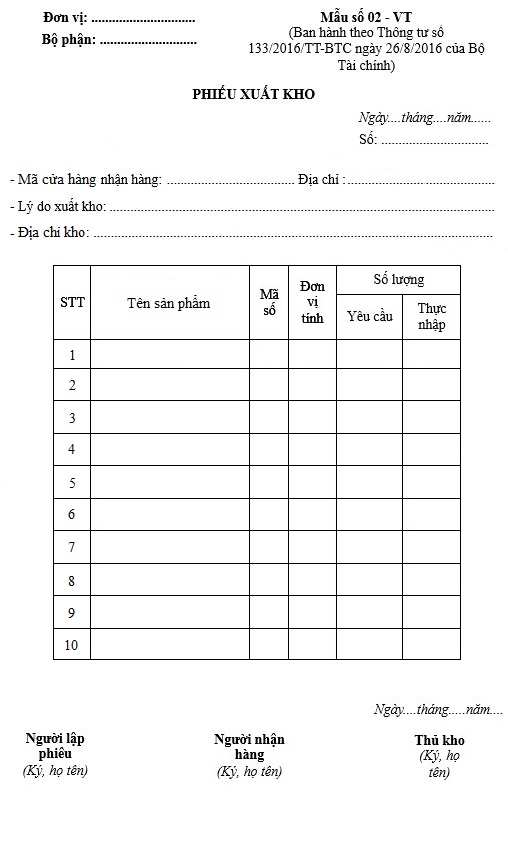 Đơn vị: ............................ Mẫu số 02 - VT
Bộ phận: .......................... (Ban hành theo Thông tư số
133/2016/TT-BTC ngày 26/8/2016 của Bộ
Tài chính)
PHIẾU XUẤT KHO
Ngày....tháng....năm......
Số: ...............................
- Mã cửa hàng nhận hàng: ................................... Địa chỉ :.........................................
- Lý do xuất kho: ............................................................................................................
- Địa chỉ kho: ................................................................................................................
STT Tên sản phẩm Mã số Đơn vị tính Số lượng
Yêu cầu Thực nhập
1
2
3
4
5
6
7
8
9
10
Ngày....tháng.....năm....
Người lập phiêu Người nhận hàng Thủ kho
(Ký, họ tên) (Ký, họ tên) (Ký, họ tên)